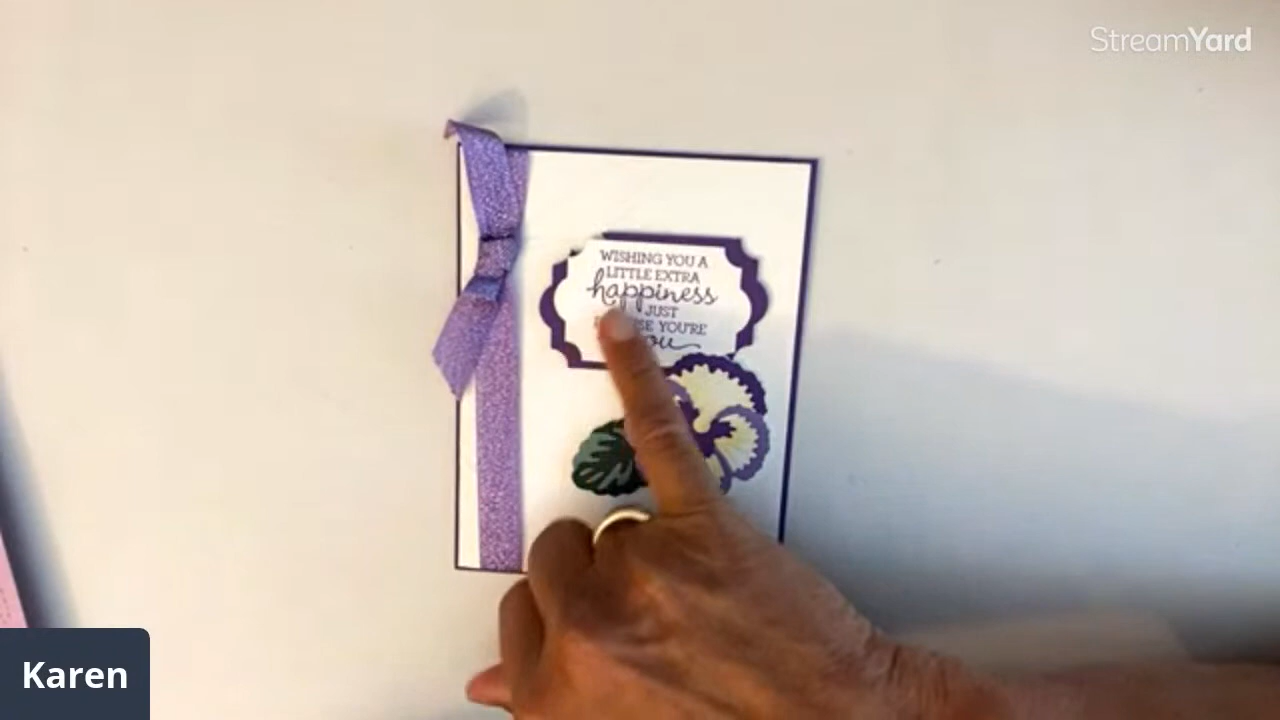 StreamYard
WISHING YOU A
LITTLE EXTRA
happiness
JUST
YOU'RE
Karen